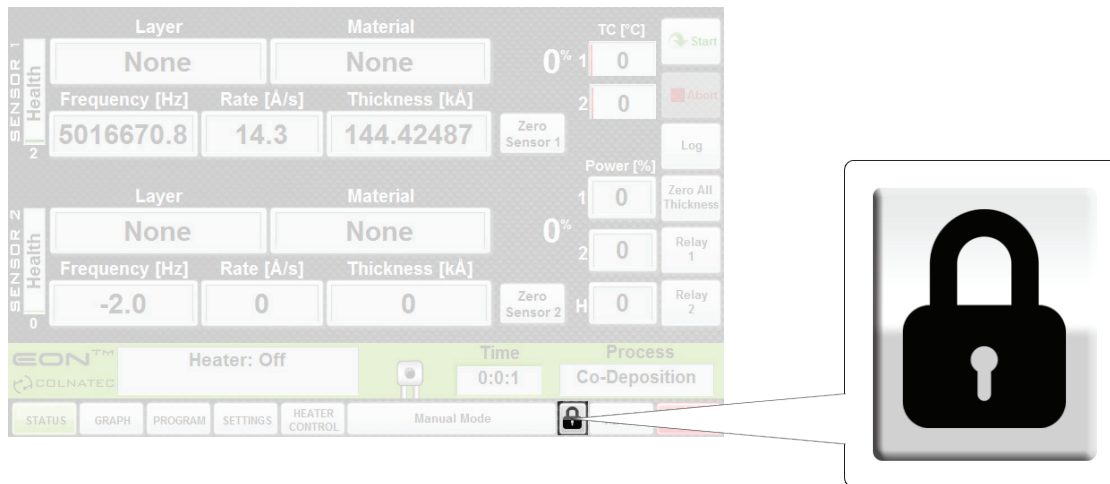 Layer Material TC [°C] Start
SENSOR 1 Health None None 0% 1 0
Frequency [Hz] Rate [Å/s] Thickness [kÅ] 2 0 Abort
5016670.8 14.3 144.42487 Zero Sensor 1 Log
2
Power [%]
Layer Material 1 0 Zero All Thickness
SENSOR 2 Health None None 0% 2 0 Relay 1
Frequency [Hz] Rate [Å/s] Thickness [kÅ]
-2.0 0 0 Zero Sensor 2 H 0 Relay 2
0
EON™ Heater: Off Time Process
COLNATEC 0:0:1 Co-Deposition
STATUS GRAPH PROGRAM SETTINGS HEATER CONTROL Manual Mode